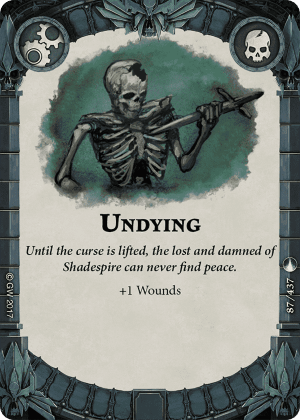 UNDYING
Until the curse is lifted, the lost and damned of
Shadespire can never find peace.
+1 Wounds
© GW 2017
87/437